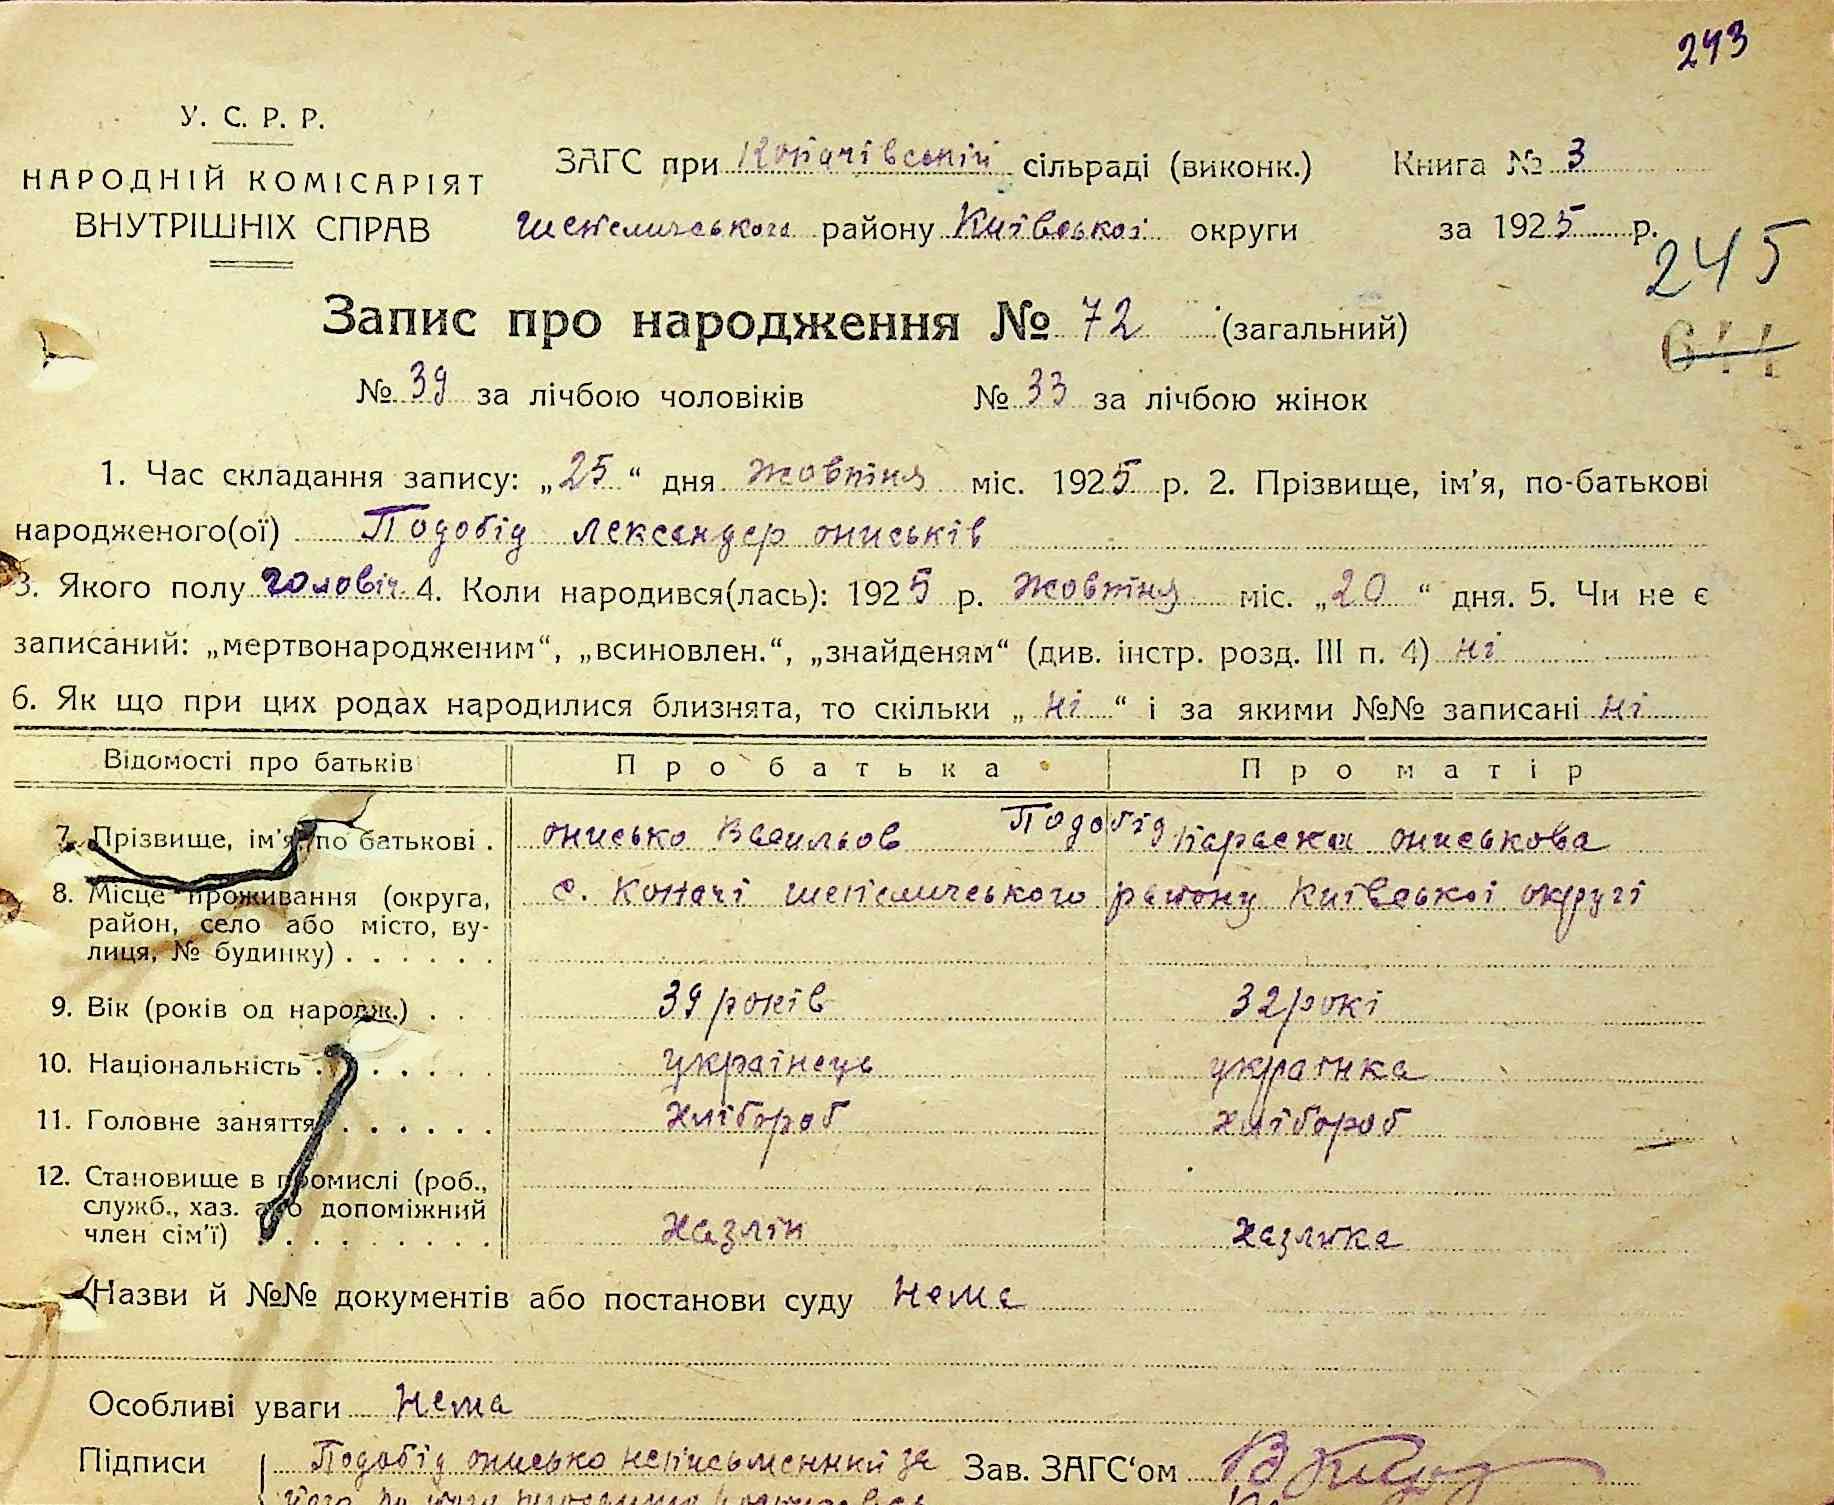 243
У. С. Р. Р.
НАРОДНІЙ КОМІСАРІЯТ
ВНУТРІШНІХ СПРАВ
ЗАГС при Копачівській сільраді (виконк.) Книга № 3
шепелицького району Київської округи за 1925 р.
245
Запис про народження № 72 (загальний)
№ 39 за лічбою чоловіків № 33 за лічбою жінок
1. Час складання запису: „25“ дня жовтня міс. 1925 р. 2. Прізвище, ім’я, по-батькові
народженого(ої) Подобід лександер ониськів
3. Якого полу чоловіч. 4. Коли народився(лась): 1925 р. жовтня міс. „20“ дня. 5. Чи не є
записаний: „мертвонародженим“, „всиновлен.“, „знайденям“ (див. інстр. розд. III п. 4) ні
6. Як що при цих родах народилися близнята, то скільки „ні“ і за якими №№ записані ні
Відомості про батьків Про батька Про матір
7. Прізвище, ім’я, по батькові . онисько Васильов Подобід параска ониськова
8. Місце проживання (округа, район, село або місто, вулиця, № будинку) . . . . . . с. Копачі шепелицького району Київської округі
9. Вік (років од народж.) . . 39 років 32 рокі
10. Національність . . . . . . українець українка
11. Головне заняття . . . . . . хлібороб хлібороб
12. Становище в промислі (роб., служб., хаз. або допоміжний член сім’ї) . . . . . . . . . хазяїн хазяйка
Назви й №№ документів або постанови суду нема
Особливі уваги нема
Підписи Подобід онисько неписьменний за Зав. ЗАГС‘ом
його